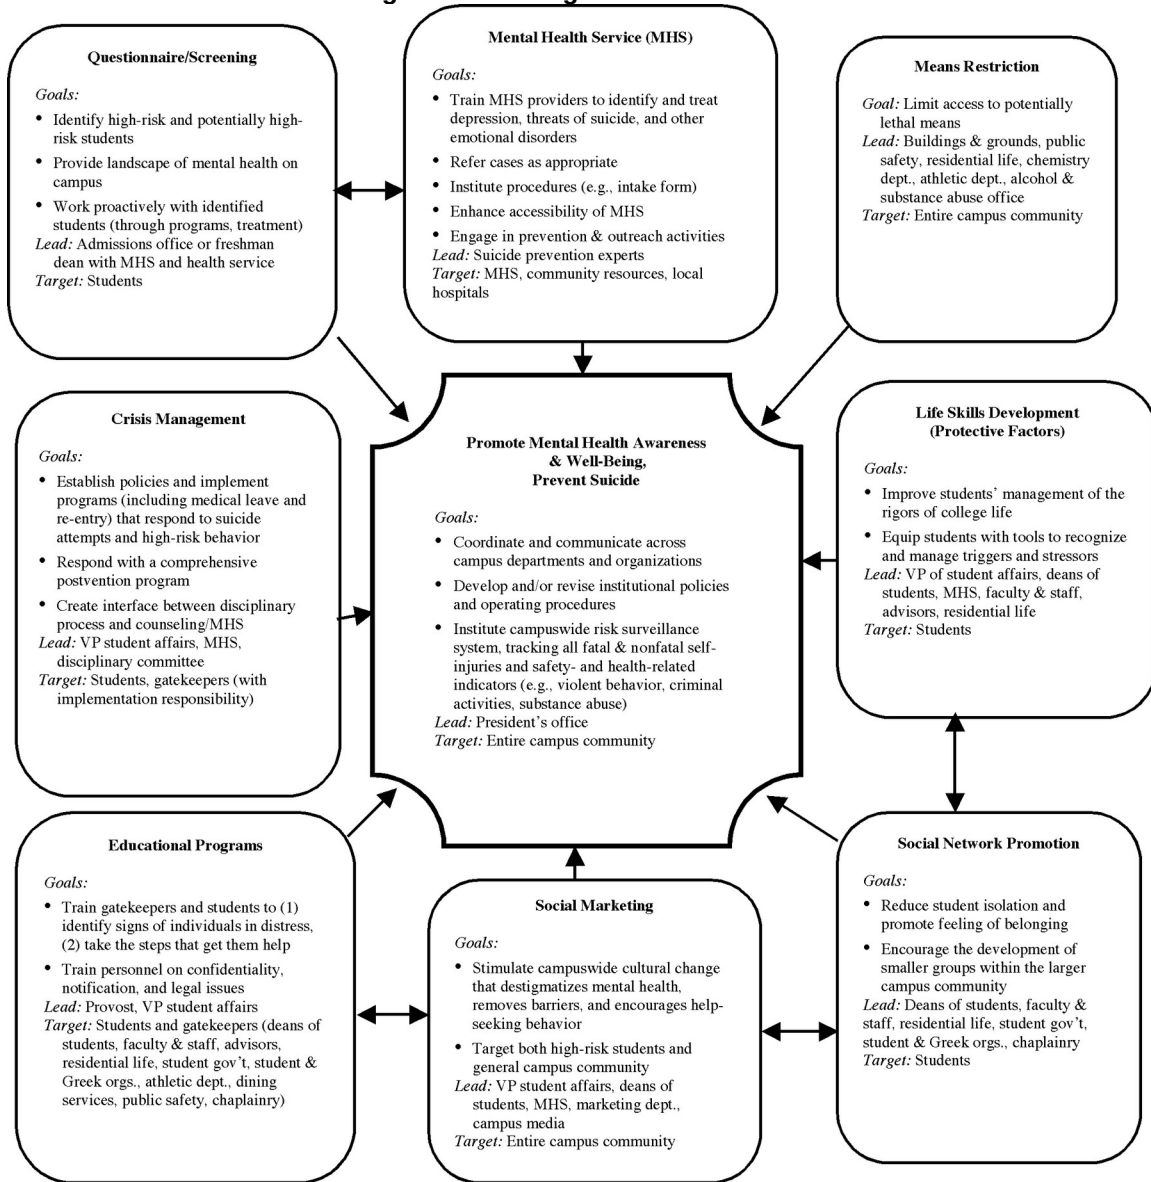 Questionnaire/Screening
Goals:
• Identify high-risk and potentially high-
risk students
• Provide landscape of mental health on
campus
• Work proactively with identified
students (through programs, treatment)
Lead: Admissions office or freshman
dean with MHS and health service
Target: Students
Mental Health Service (MHS)
Goals:
• Train MHS providers to identify and treat
depression, threats of suicide, and other
emotional disorders
• Refer cases as appropriate
• Institute procedures (e.g., intake form)
• Enhance accessibility of MHS
• Engage in prevention & outreach activities
Lead: Suicide prevention experts
Target: MHS, community resources, local
hospitals
Means Restriction
Goal: Limit access to potentially
lethal means
Lead: Buildings & grounds, public
safety, residential life, chemistry
dept., athletic dept., alcohol &
substance abuse office
Target: Entire campus community
Crisis Management
Goals:
• Establish policies and implement
programs (including medical leave and
re-entry) that respond to suicide
attempts and high-risk behavior
• Respond with a comprehensive
postvention program
• Create interface between disciplinary
process and counseling/MHS
Lead: VP student affairs, MHS,
disciplinary committee
Target: Students, gatekeepers (with
implementation responsibility)
Promote Mental Health Awareness
& Well-Being,
Prevent Suicide
Goals:
• Coordinate and communicate across
campus departments and organizations
• Develop and/or revise institutional policies
and operating procedures
• Institute campuswide risk surveillance
system, tracking all fatal & nonfatal self-
injuries and safety- and health-related
indicators (e.g., violent behavior, criminal
activities, substance abuse)
Lead: President's office
Target: Entire campus community
Life Skills Development
(Protective Factors)
Goals:
• Improve students' management of the
rigors of college life
• Equip students with tools to recognize
and manage triggers and stressors
Lead: VP of student affairs, deans of
students, MHS, faculty & staff,
advisors, residential life
Target: Students
Educational Programs
Goals:
• Train gatekeepers and students to (1)
identify signs of individuals in distress,
(2) take the steps that get them help
• Train personnel on confidentiality,
notification, and legal issues
Lead: Provost, VP student affairs
Target: Students and gatekeepers (deans of
students, faculty & staff, advisors,
residential life, student gov't, student &
Greek orgs., athletic dept., dining
services, public safety, chaplainry)
Social Marketing
Goals:
• Stimulate campuswide cultural change
that destigmatizes mental health,
removes barriers, and encourages help-
seeking behavior
• Target both high-risk students and
general campus community
Lead: VP student affairs, deans of
students, MHS, marketing dept.,
campus media
Target: Entire campus community
Social Network Promotion
Goals:
• Reduce student isolation and
promote feeling of belonging
• Encourage the development of
smaller groups within the larger
campus community
Lead: Deans of students, faculty &
staff, residential life, student gov't,
student & Greek orgs., chaplainry
Target: Students